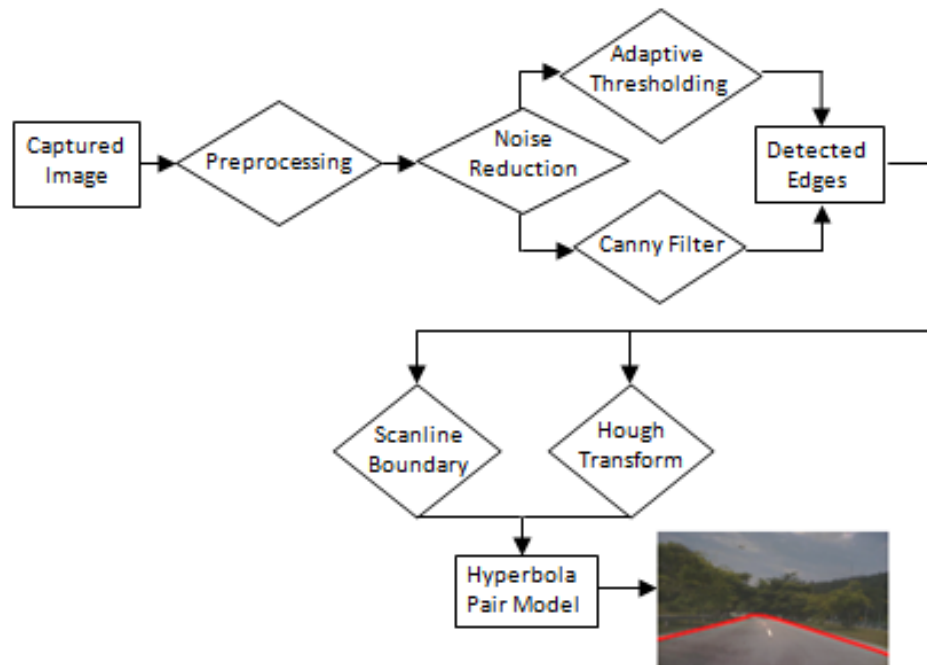 Captured
Image
Preprocessing
Noise
Reduction
Adaptive
Thresholding
Canny Filter
Detected
Edges
Scanline
Boundary
Hough
Transform
Hyperbola
Pair Model